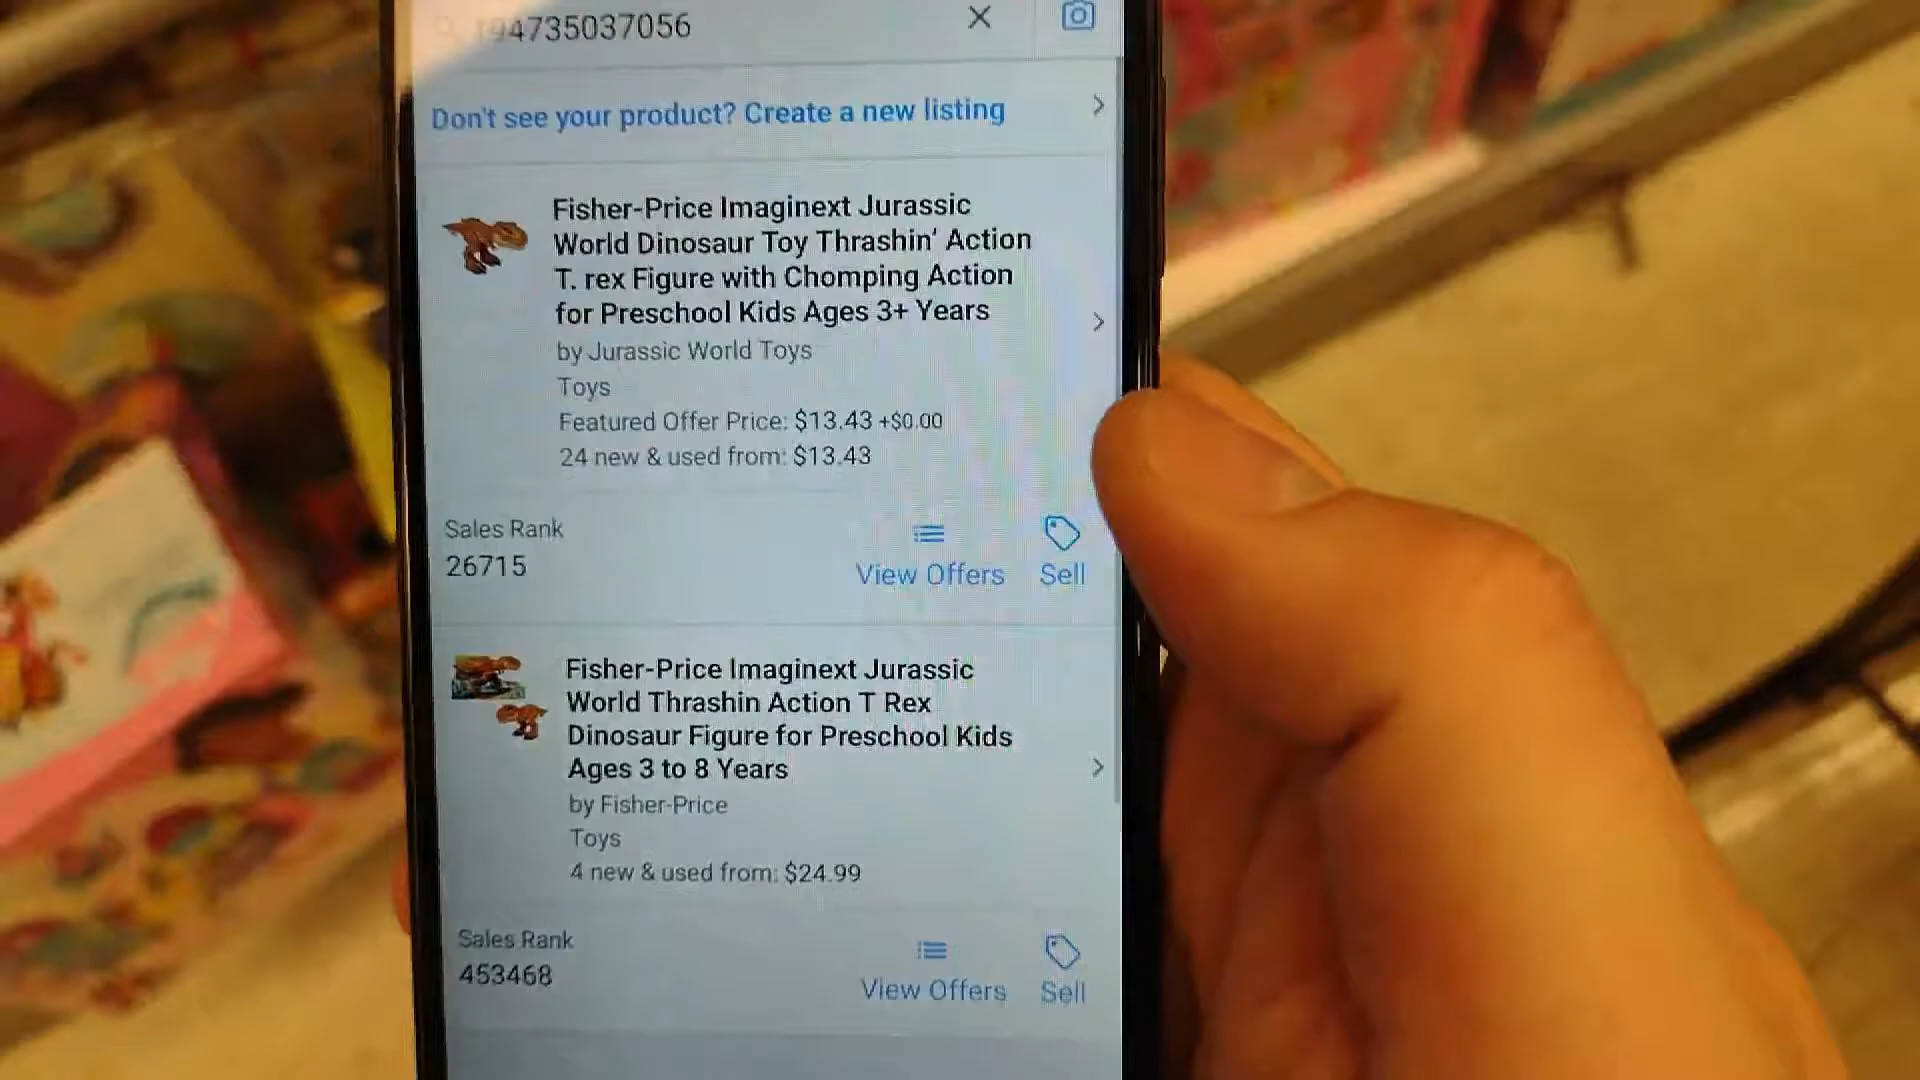 194735037056
Don't see your product? Create a new listing
Fisher-Price Imaginext Jurassic
World Dinosaur Toy Thrashin' Action
T. rex Figure with Chomping Action
for Preschool Kids Ages 3+ Years
by Jurassic World Toys
Toys
Featured Offer Price: $13.43 +$0.00
24 new & used from: $13.43
Sales Rank
26715
View Offers
Sell
Fisher-Price Imaginext Jurassic
World Thrashin Action T Rex
Dinosaur Figure for Preschool Kids
Ages 3 to 8 Years
by Fisher-Price
Toys
4 new & used from: $24.99
Sales Rank
453468
View Offers
Sell